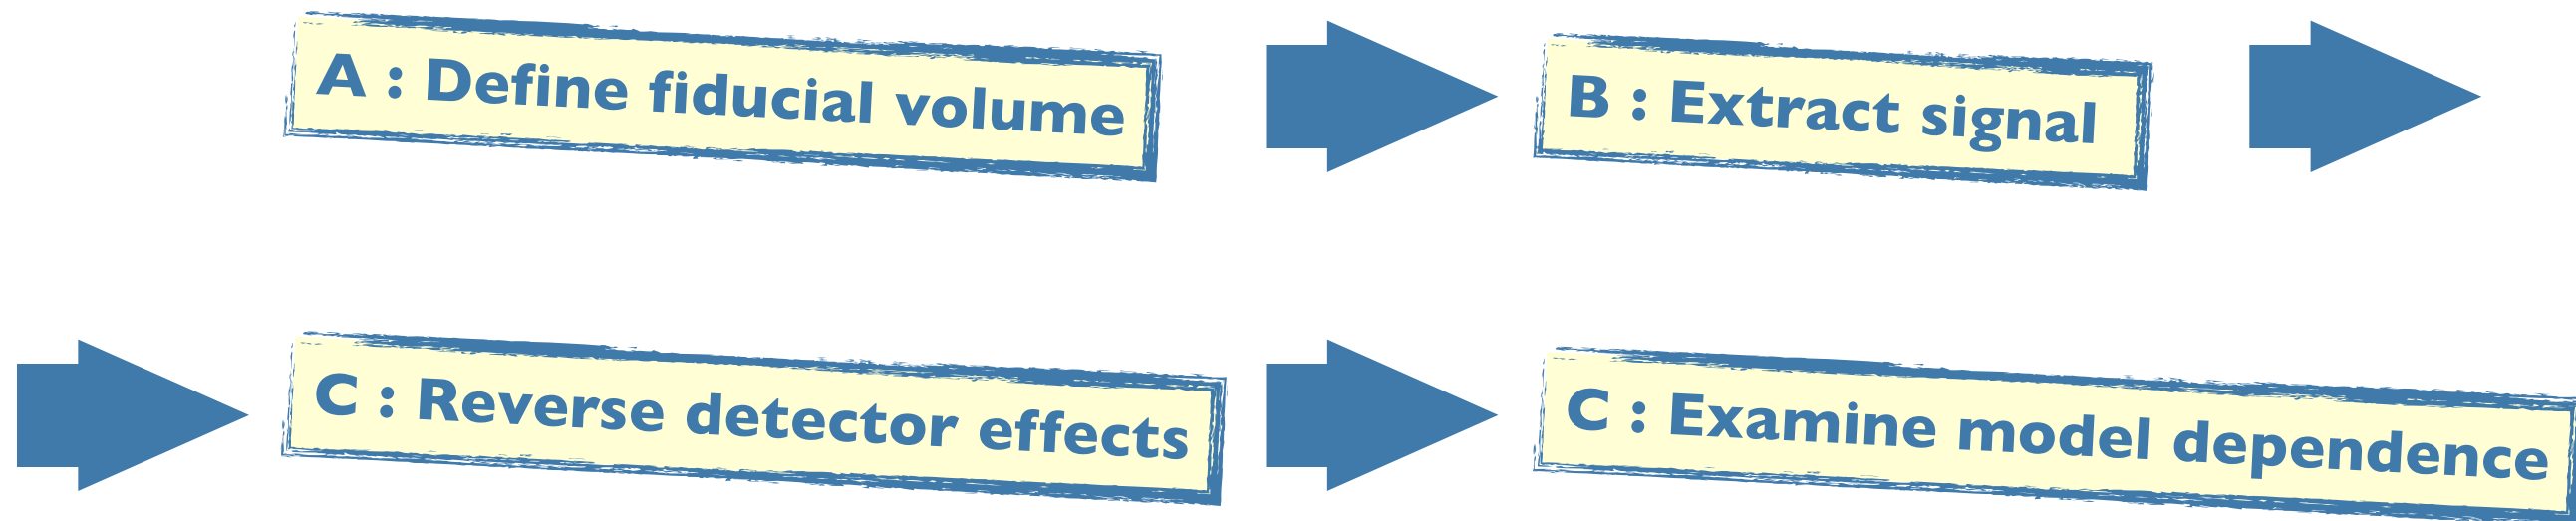 A : Define fiducial volume
B : Extract signal
C : Reverse detector effects
C : Examine model dependence